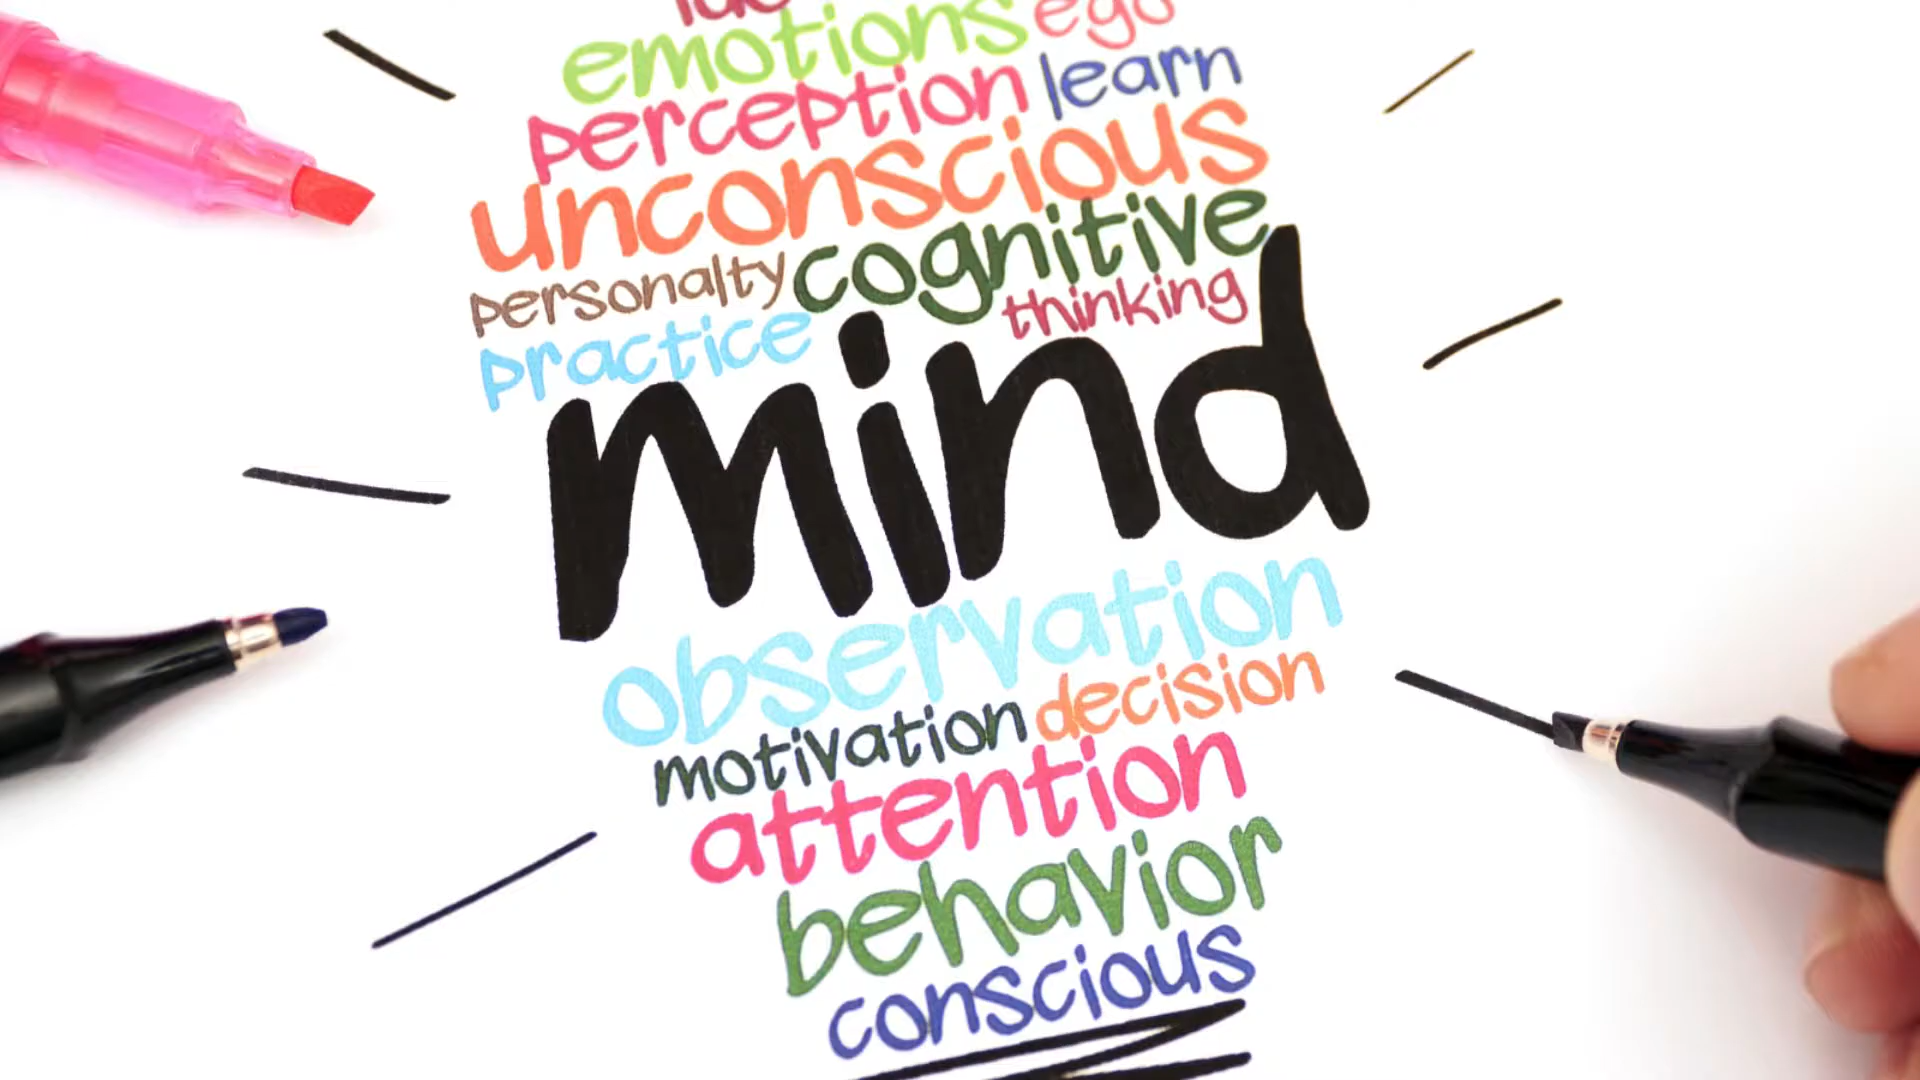 emotions ego
perception learn
unconscious
personalty cognitive
practice thinking
mind
observation
motivation decision
attention
behavior
conscious